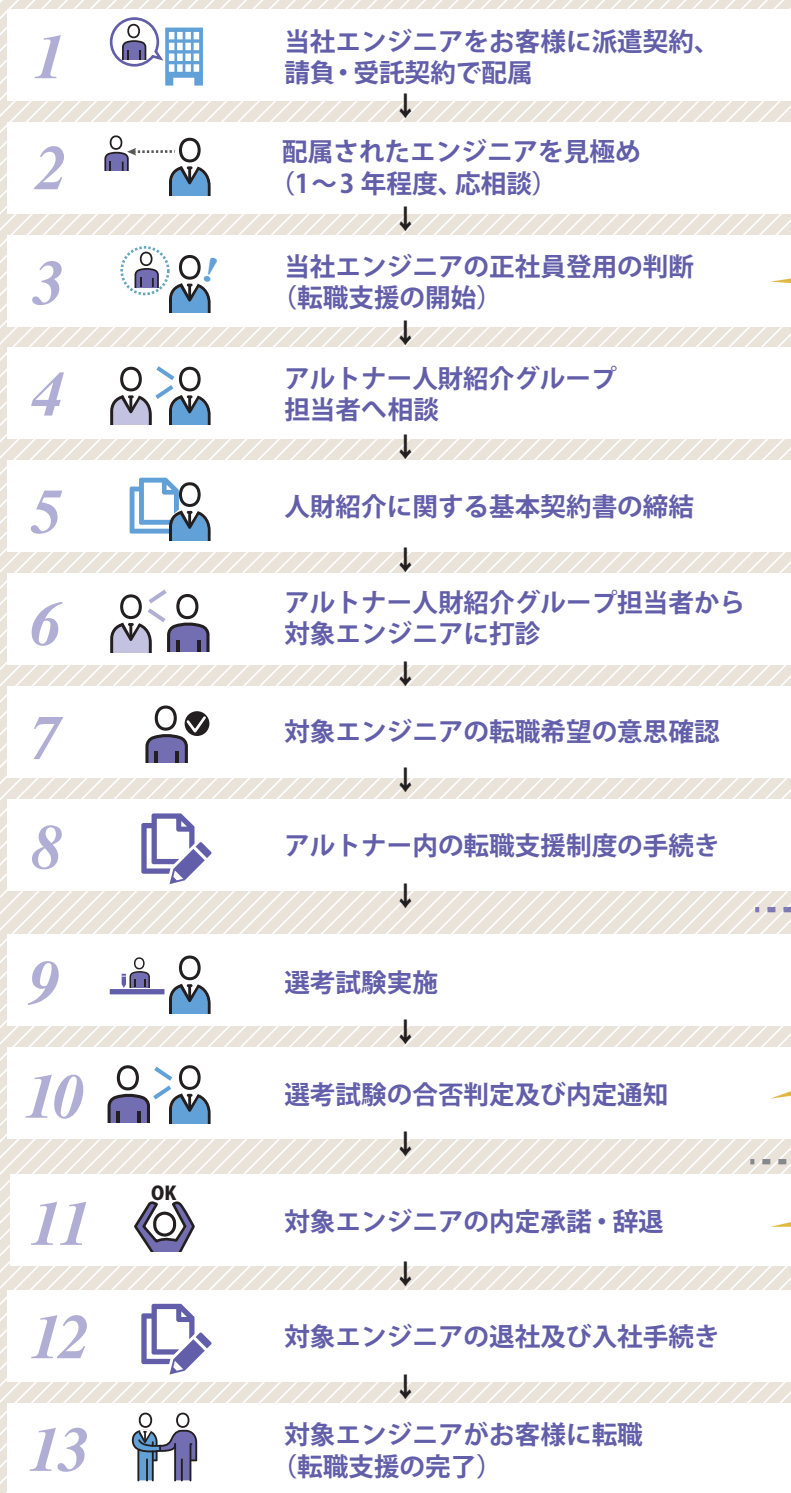 1
当社エンジニアをお客様に派遣契約、
請負・受託契約で配属
↓
2
配属されたエンジニアを見極め
（1～3 年程度、応相談）
↓
3
当社エンジニアの正社員登用の判断
（転職支援の開始）
↓
4
アルトナー人財紹介グループ
担当者へ相談
↓
5
人財紹介に関する基本契約書の締結
↓
6
アルトナー人財紹介グループ担当者から
対象エンジニアに打診
↓
7
対象エンジニアの転職希望の意思確認
↓
8
アルトナー内の転職支援制度の手続き
↓
9
選考試験実施
↓
10
選考試験の合否判定及び内定通知
↓
11
OK
対象エンジニアの内定承諾・辞退
↓
12
対象エンジニアの退社及び入社手続き
↓
13
対象エンジニアがお客様に転職
（転職支援の完了）